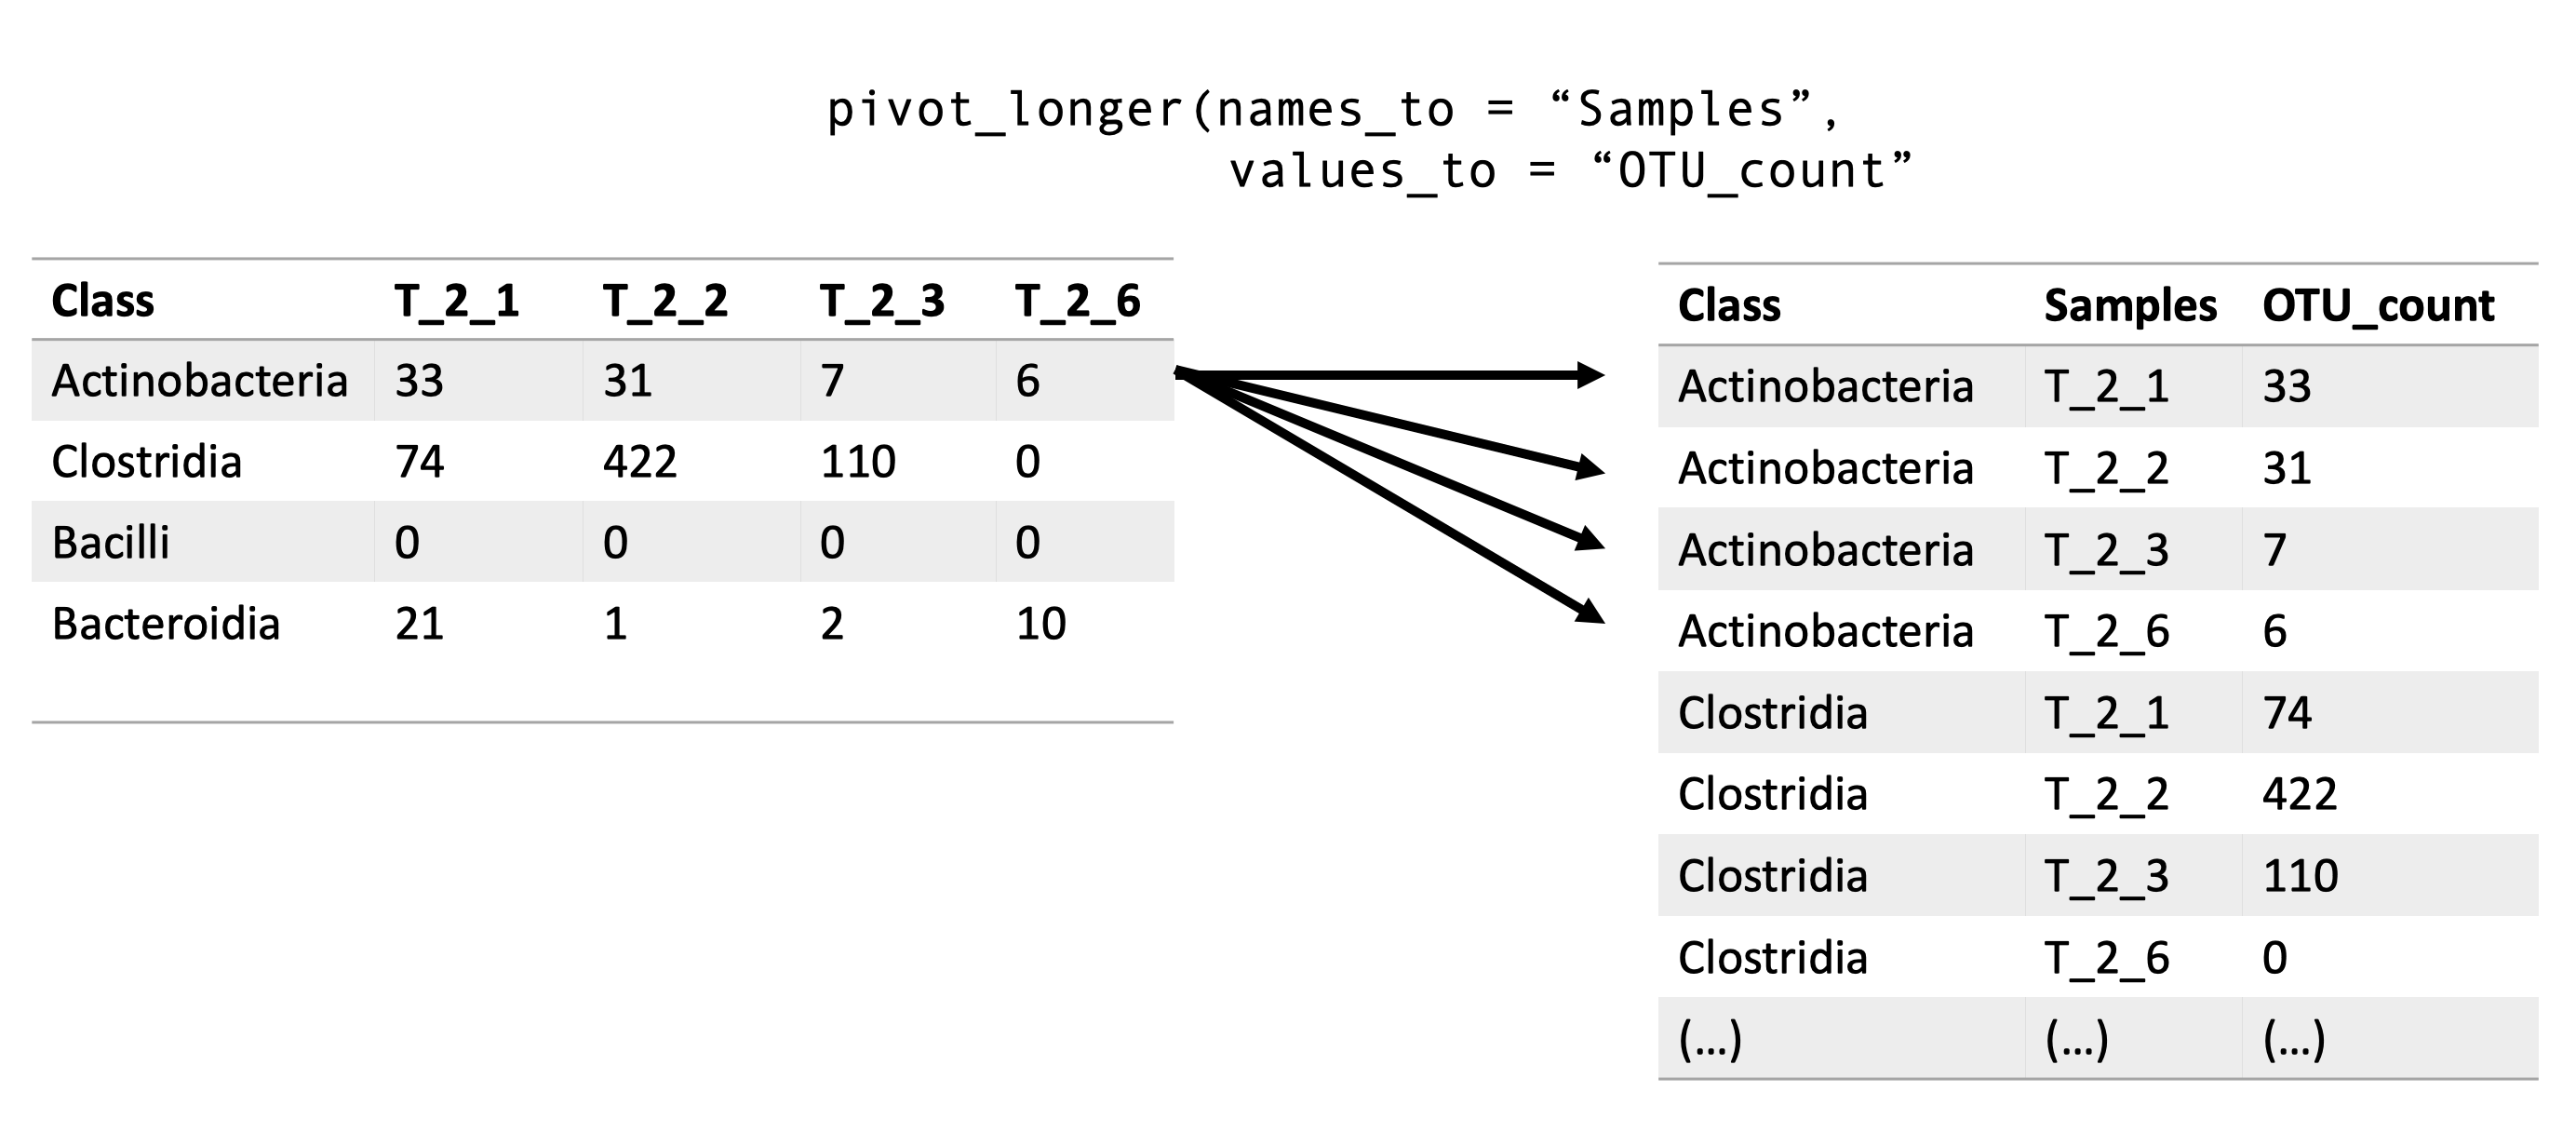 pivot_longer(names_to = “Samples”,
values_to = “OTU_count”
Class T_2_1 T_2_2 T_2_3 T_2_6
Actinobacteria 33 31 7 6
Clostridia 74 422 110 0
Bacilli 0 0 0 0
Bacteroidia 21 1 2 10
Class Samples OTU_count
Actinobacteria T_2_1 33
Actinobacteria T_2_2 31
Actinobacteria T_2_3 7
Actinobacteria T_2_6 6
Clostridia T_2_1 74
Clostridia T_2_2 422
Clostridia T_2_3 110
Clostridia T_2_6 0
(...) (...) (...)